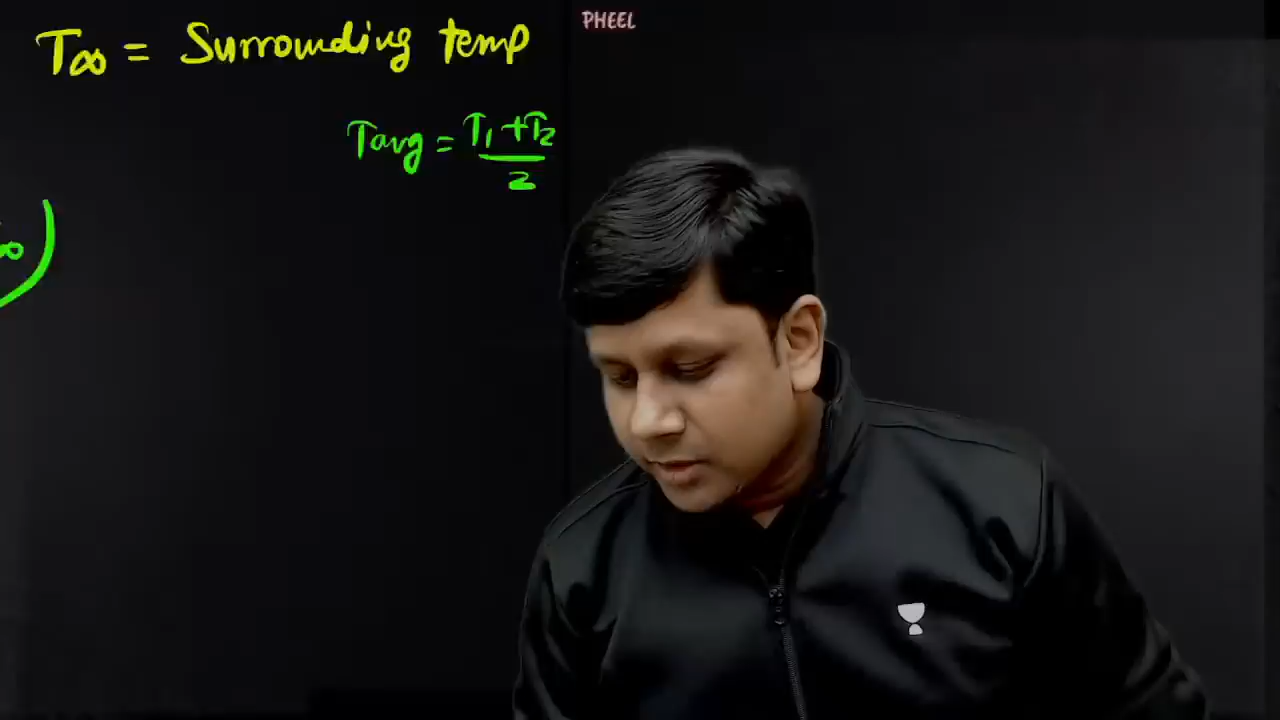 T∞ = Surrounding temp
PHEEL
Tavg = T1 + T2
2
∞)